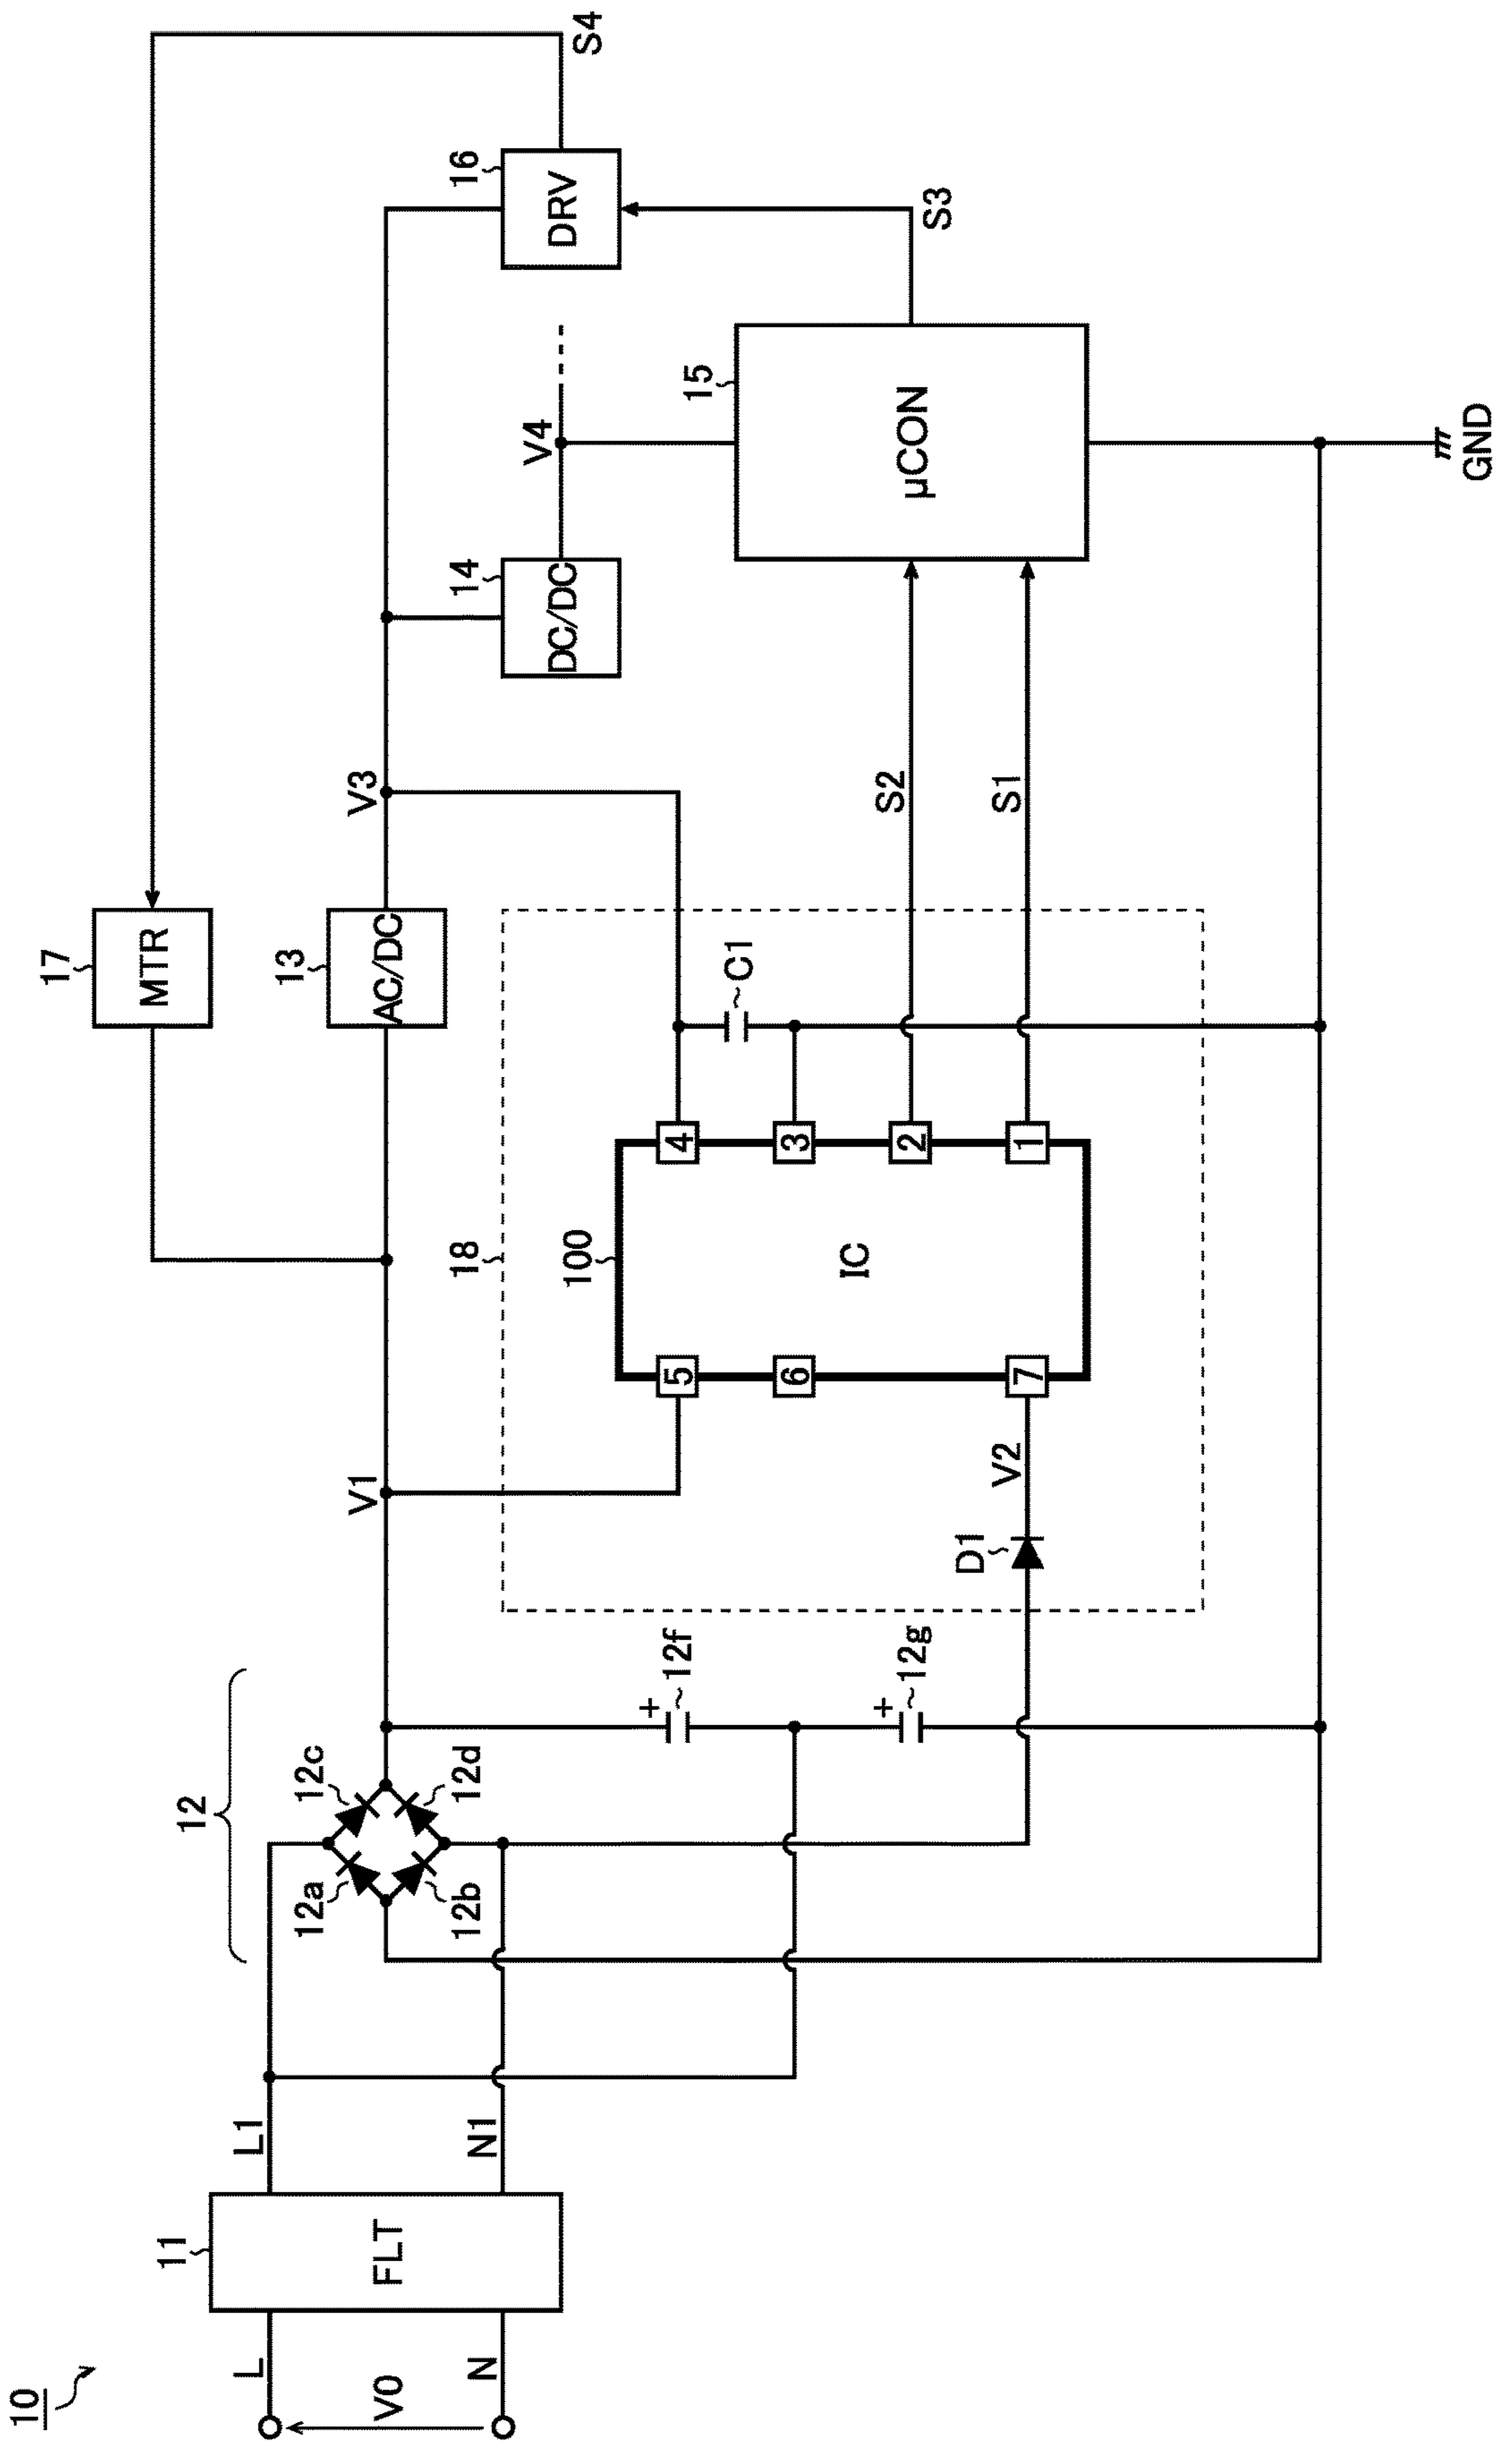 10
L
N
V0
11
FLT
L1
N1
12
12a
12b
12c
12d
12f
12g
V1
D1
V2
18
100
IC
5
6
7
4
3
2
1
C1
17
MTR
13
AC/DC
V3
S2
S1
14
DC/DC
V4
15
μCON
16
DRV
S3
S4
GND